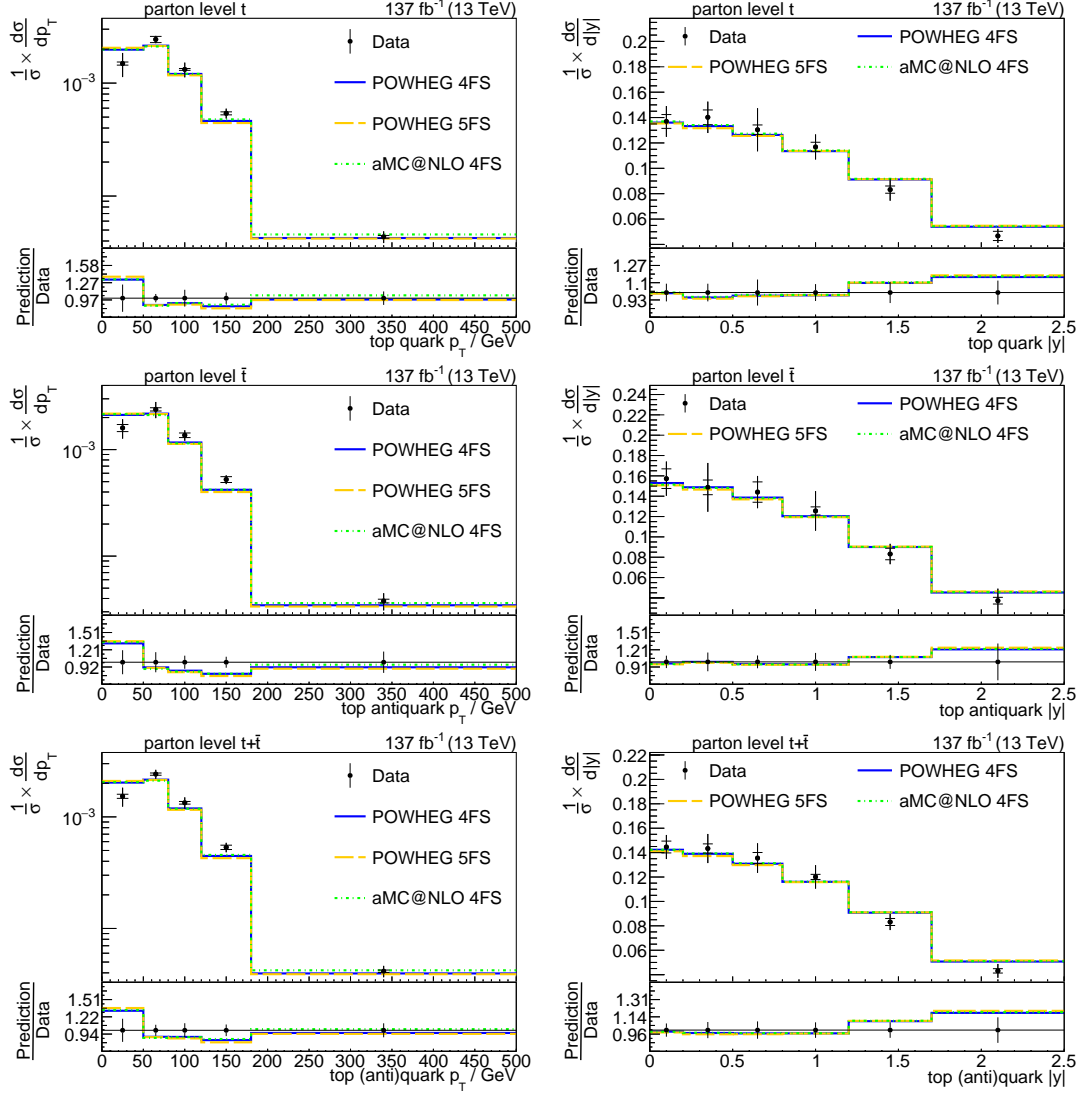 parton level t 137 fb⁻¹ (13 TeV)
1/σ × dσ/dp_T
Data
POWHEG 4FS
POWHEG 5FS
aMC@NLO 4FS
10⁻³
Prediction/Data
1.58
1.27
0.97
0 50 100 150 200 250 300 350 400 450 500
top quark p_T / GeV
parton level t 137 fb⁻¹ (13 TeV)
1/σ × dσ/d|y|
Data POWHEG 4FS
POWHEG 5FS aMC@NLO 4FS
0.2
0.18
0.16
0.14
0.12
0.1
0.08
0.06
Prediction/Data
1.27
1.1
0.93
0 0.5 1 1.5 2 2.5
top quark |y|
parton level t̄ 137 fb⁻¹ (13 TeV)
1/σ × dσ/dp_T
Data
POWHEG 4FS
POWHEG 5FS
aMC@NLO 4FS
10⁻³
Prediction/Data
1.51
1.21
0.92
0 50 100 150 200 250 300 350 400 450 500
top antiquark p_T / GeV
parton level t̄ 137 fb⁻¹ (13 TeV)
1/σ × dσ/d|y|
Data POWHEG 4FS
POWHEG 5FS aMC@NLO 4FS
0.24
0.22
0.2
0.18
0.16
0.14
0.12
0.1
0.08
0.06
Prediction/Data
1.51
1.21
0.91
0 0.5 1 1.5 2 2.5
top antiquark |y|
parton level t+t̄ 137 fb⁻¹ (13 TeV)
1/σ × dσ/dp_T
Data
POWHEG 4FS
POWHEG 5FS
aMC@NLO 4FS
10⁻³
Prediction/Data
1.51
1.22
0.94
0 50 100 150 200 250 300 350 400 450 500
top (anti)quark p_T / GeV
parton level t+t̄ 137 fb⁻¹ (13 TeV)
1/σ × dσ/d|y|
Data POWHEG 4FS
POWHEG 5FS aMC@NLO 4FS
0.22
0.2
0.18
0.16
0.14
0.12
0.1
0.08
0.06
Prediction/Data
1.31
1.14
0.96
0 0.5 1 1.5 2 2.5
top (anti)quark |y|